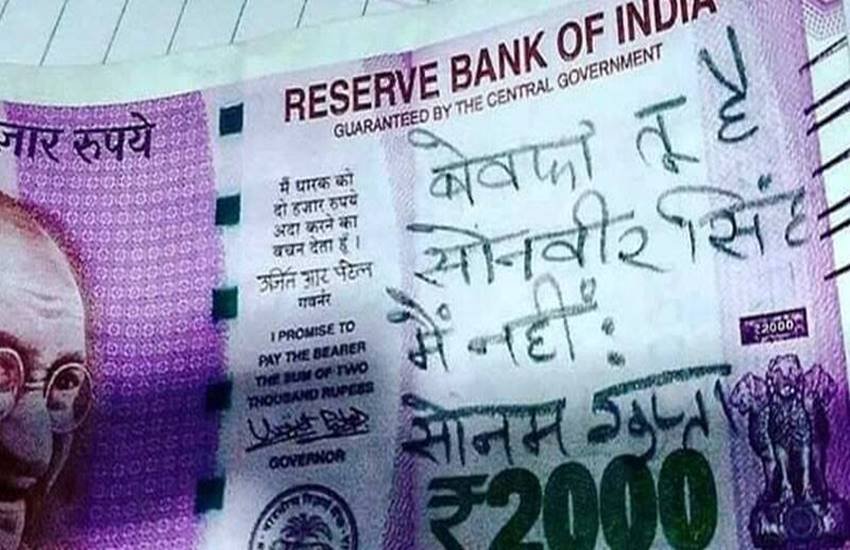 RESERVE BANK OF INDIA
GUARANTEED BY THE CENTRAL GOVERNMENT
जार रुपये
मैं धारक को
दो हजार रुपये
अदा करने का
वचन देता हूँ ।
उर्जित आर पटेल
गवर्नर
I PROMISE TO
PAY THE BEARER
THE SUM OF TWO
THOUSAND RUPEES
GOVERNOR
बेवफा तू है
सोनवीर सिंह
मैं नहीं :
सोनम गुप्ता
₹2000
₹2000